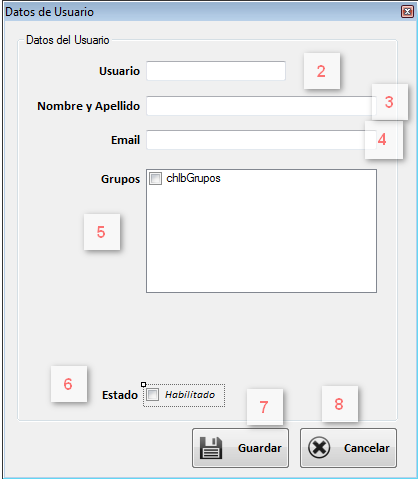 Datos de Usuario
Datos del Usuario
Usuario
2
Nombre y Apellido
3
Email
4
Grupos
chlbGrupos
5
6
Estado
Habilitado
7
8
Guardar
Cancelar